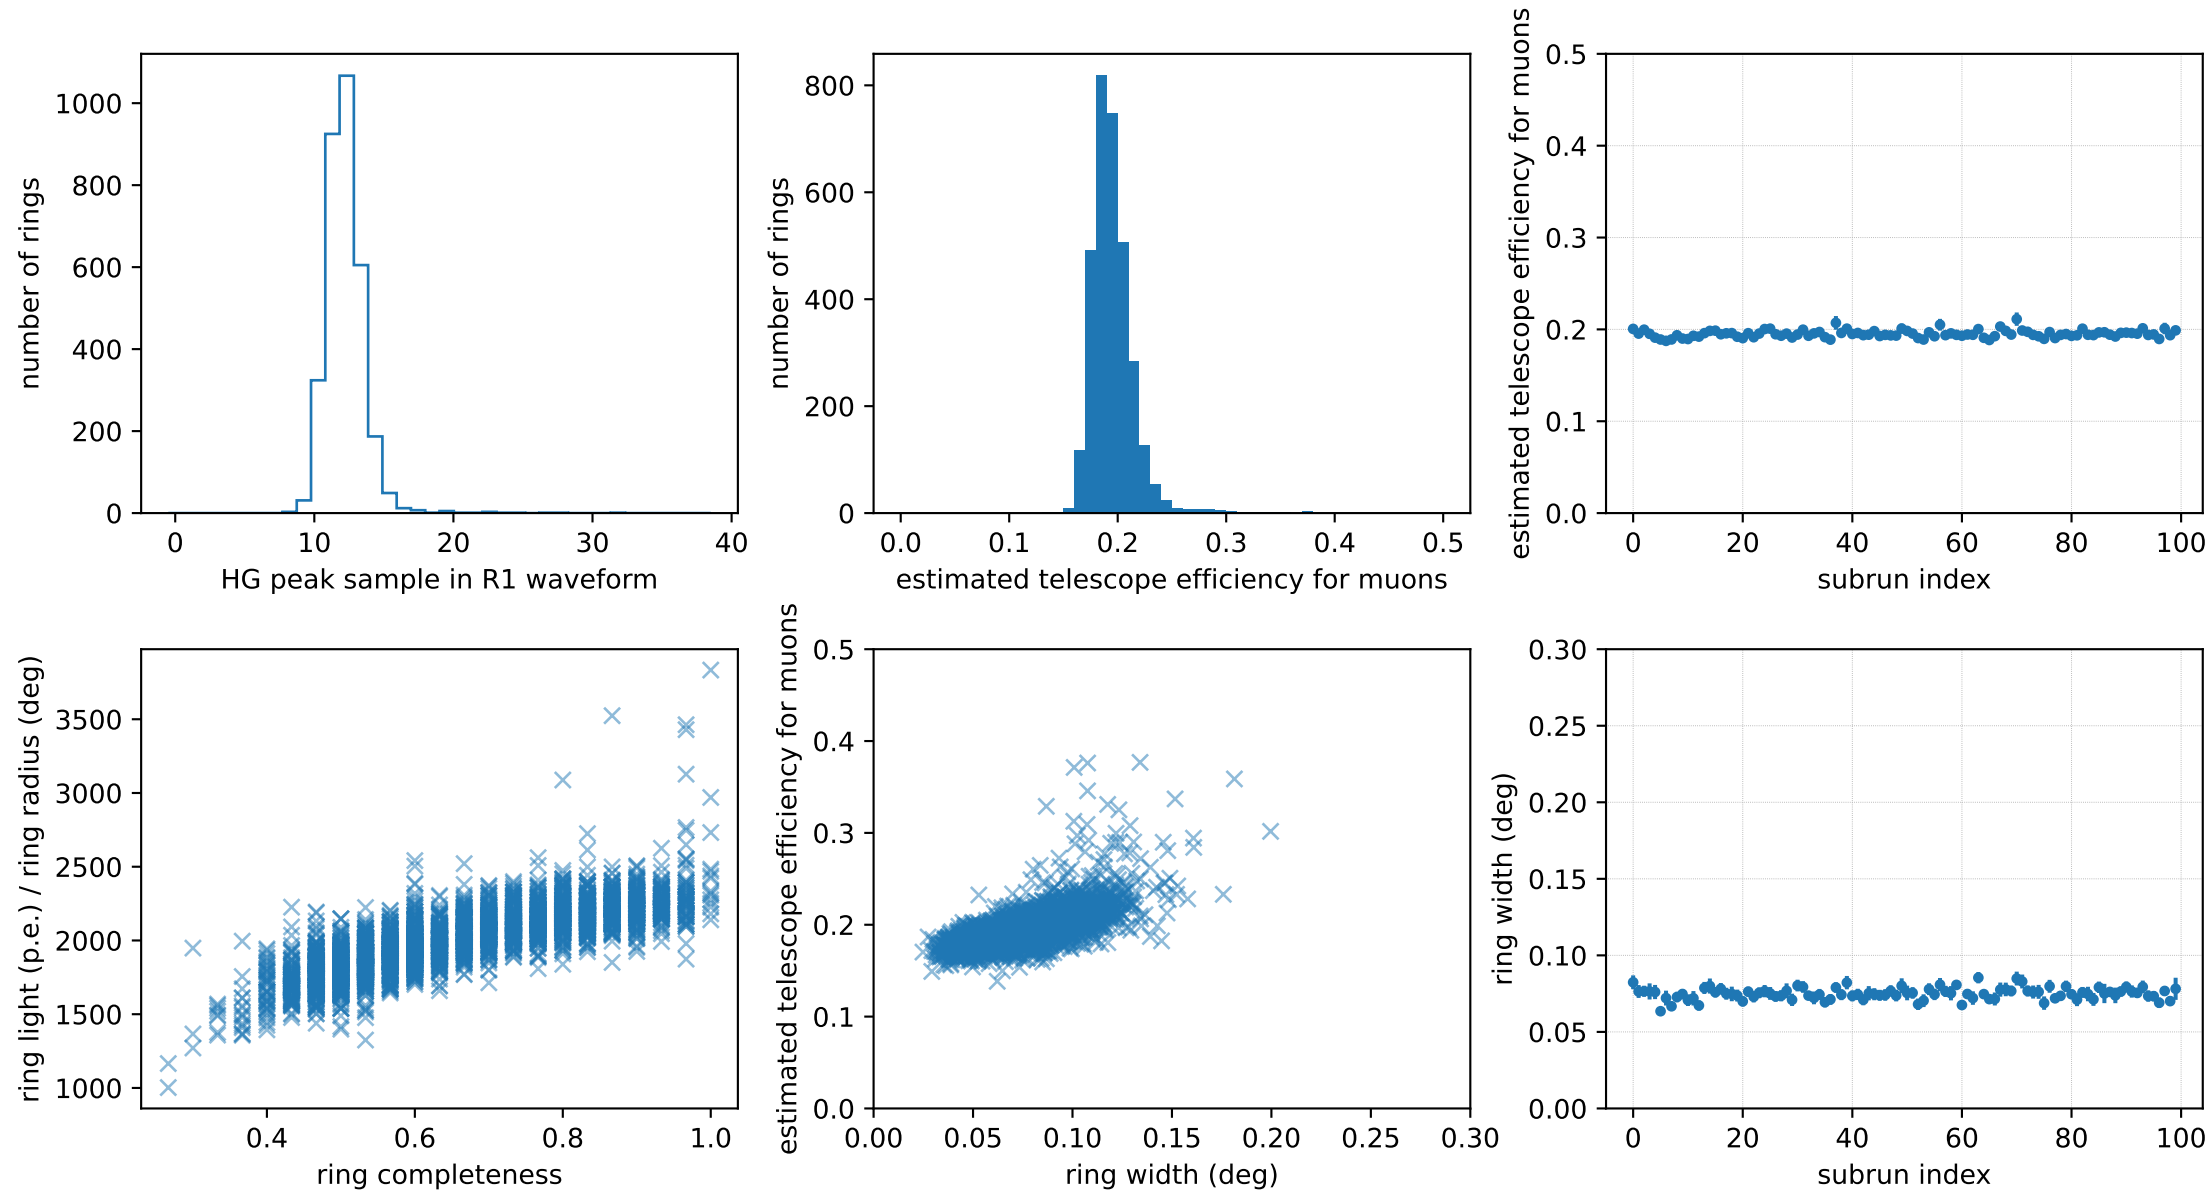 number of rings
1000
800
600
400
200
0
0 10 20 30 40
HG peak sample in R1 waveform
number of rings
800
600
400
200
0
0.0 0.1 0.2 0.3 0.4 0.5
estimated telescope efficiency for muons
estimated telescope efficiency for muons
0.5
0.4
0.3
0.2
0.1
0.0
0 20 40 60 80 100
subrun index
ring light (p.e.) / ring radius (deg)
3500
3000
2500
2000
1500
1000
0.4 0.6 0.8 1.0
ring completeness
estimated telescope efficiency for muons
0.5
0.4
0.3
0.2
0.1
0.0
0.00 0.05 0.10 0.15 0.20 0.25 0.30
ring width (deg)
ring width (deg)
0.30
0.25
0.20
0.15
0.10
0.05
0.00
0 20 40 60 80 100
subrun index